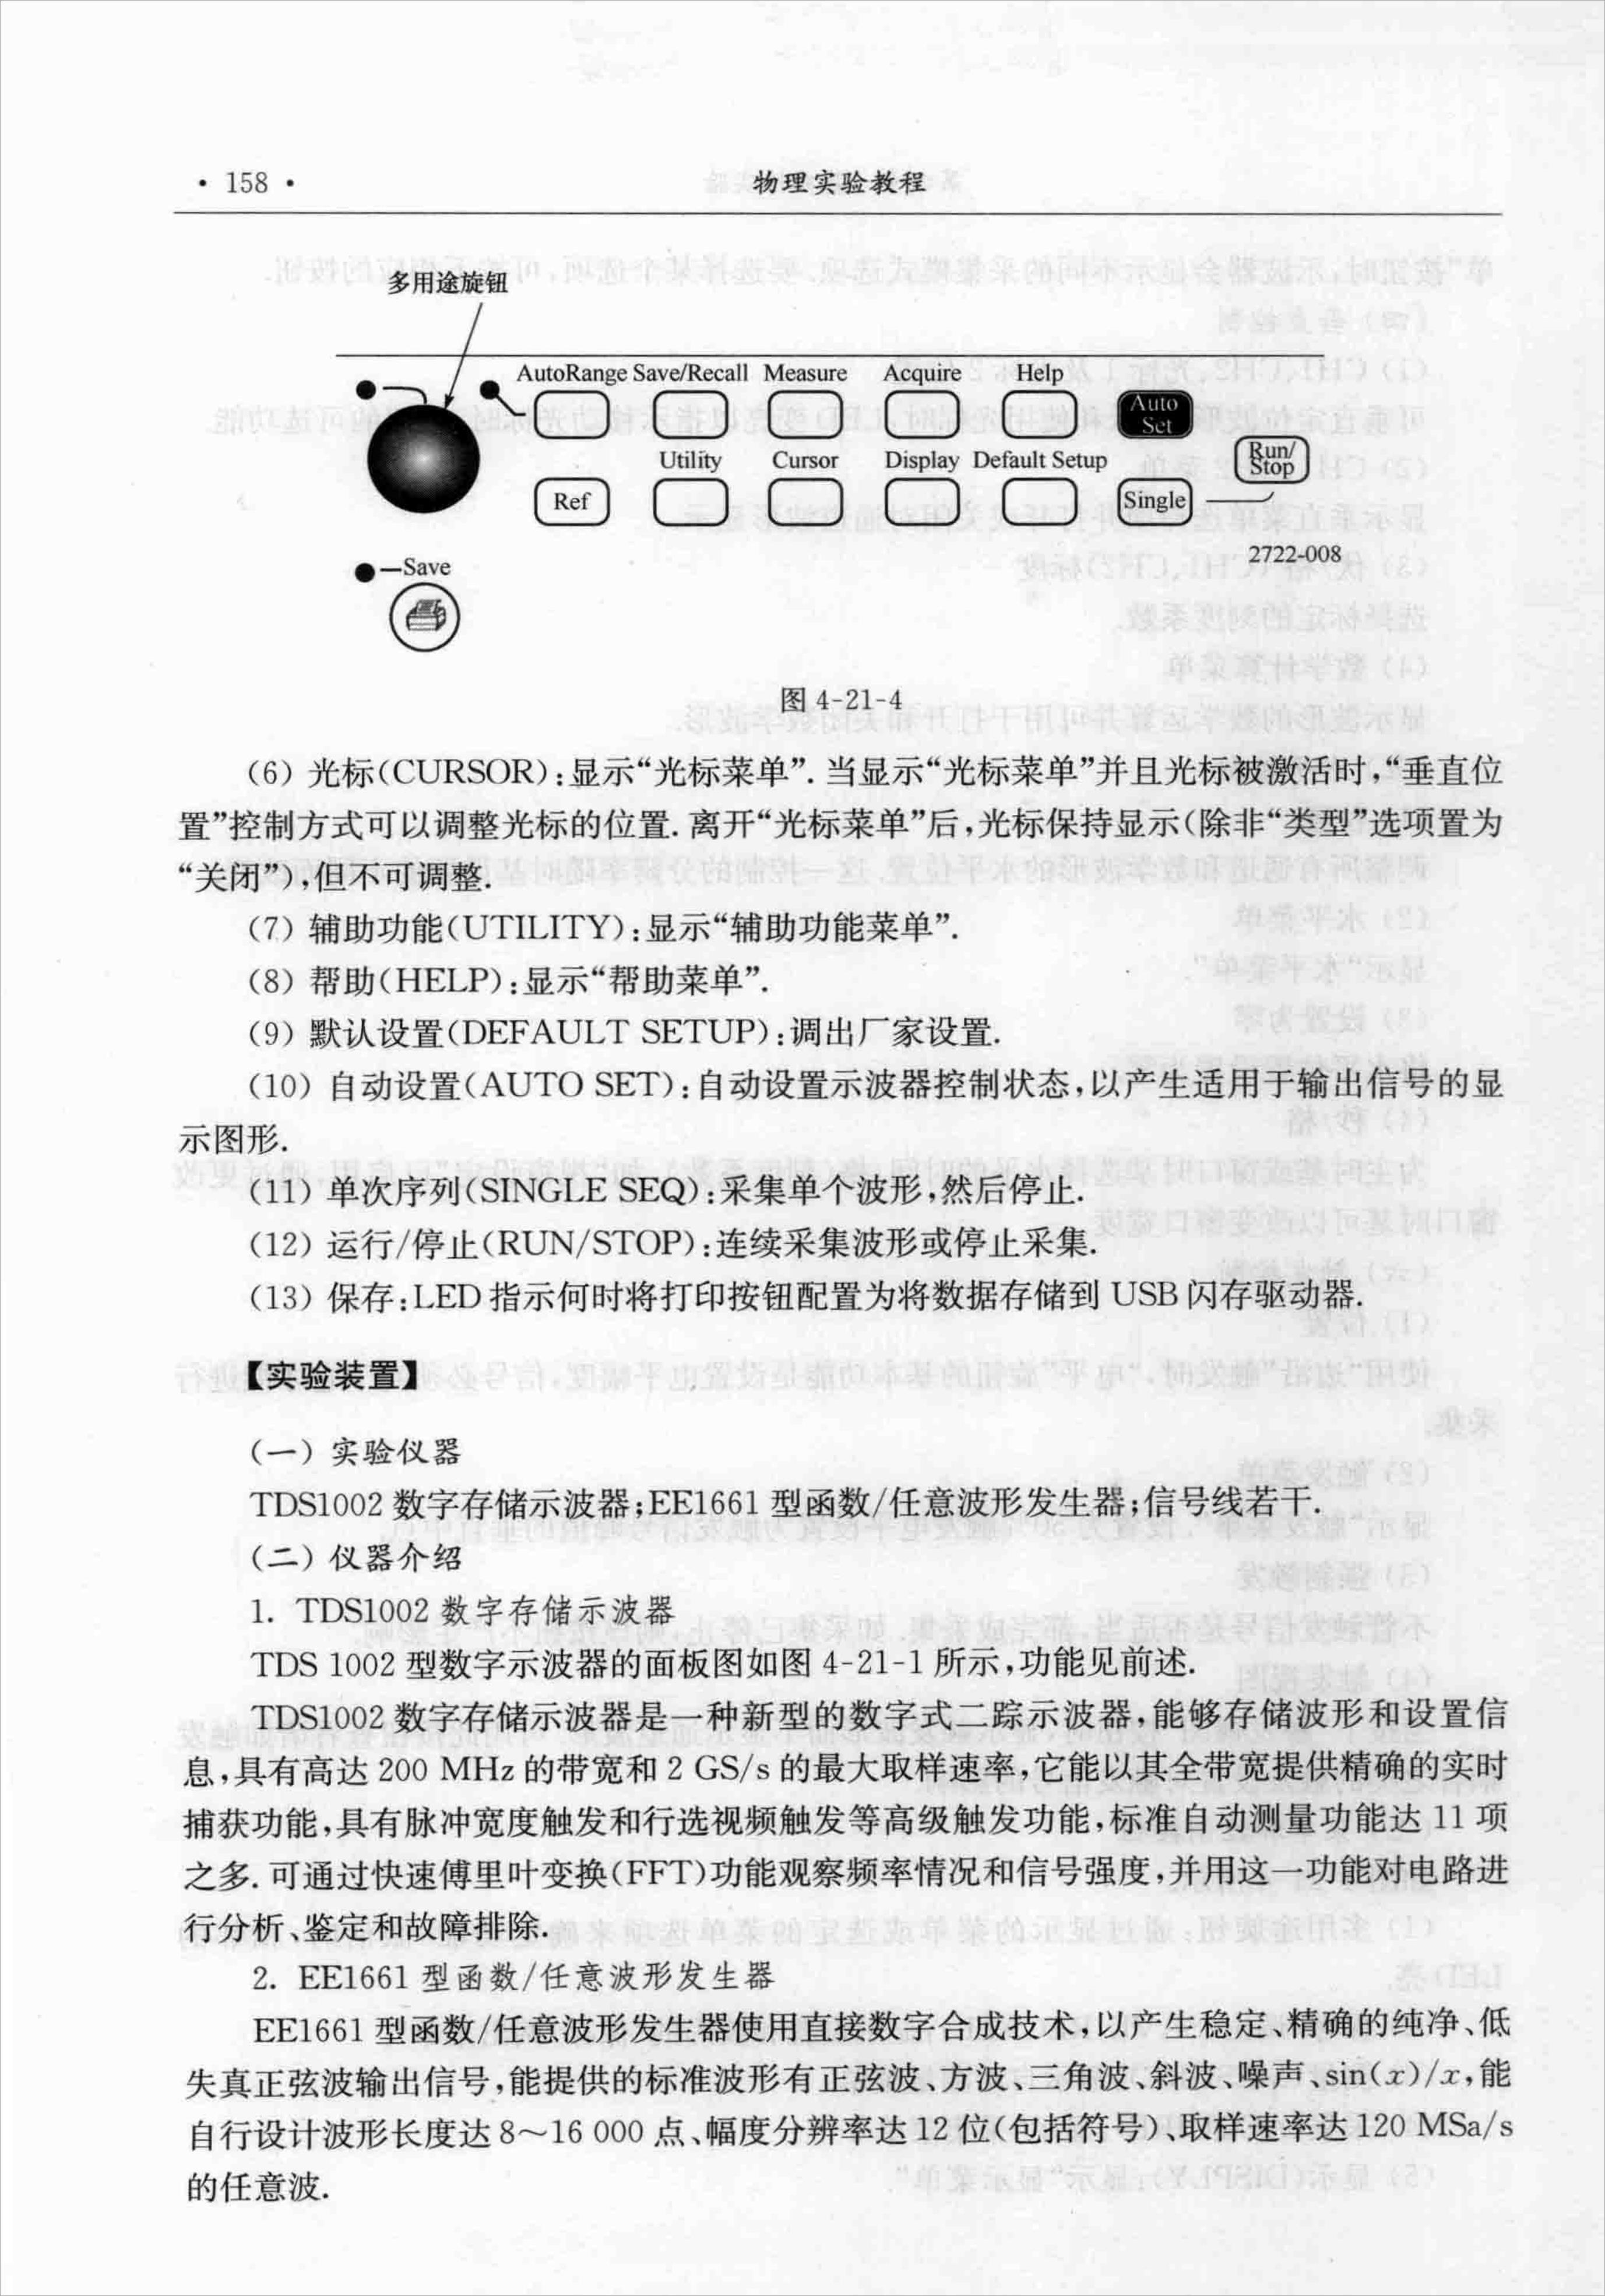 · 158 ·
物理实验教程
多用途旋钮
AutoRange Save/Recall Measure Acquire Help
Auto
Set
Run/
Stop
Utility Cursor Display Default Setup
Ref
Single
2722-008
Save
图 4-21-4
(6) 光标(CURSOR):显示“光标菜单”. 当显示“光标菜单”并且光标被激活时,“垂直位
置”控制方式可以调整光标的位置. 离开“光标菜单”后,光标保持显示(除非“类型”选项置为
“关闭”),但不可调整.
(7) 辅助功能(UTILITY):显示“辅助功能菜单”.
(8) 帮助(HELP):显示“帮助菜单”.
(9) 默认设置(DEFAULT SETUP):调出厂家设置.
(10) 自动设置(AUTO SET):自动设置示波器控制状态,以产生适用于输出信号的显
示图形.
(11) 单次序列(SINGLE SEQ):采集单个波形,然后停止.
(12) 运行/停止(RUN/STOP):连续采集波形或停止采集.
(13) 保存:LED 指示何时将打印按钮配置为将数据存储到 USB 闪存驱动器.
【实验装置】
(一) 实验仪器
TDS1002 数字存储示波器;EE1661 型函数/任意波形发生器;信号线若干.
(二) 仪器介绍
1. TDS1002 数字存储示波器
TDS 1002 型数字示波器的面板图如图 4-21-1 所示,功能见前述.
TDS1002 数字存储示波器是一种新型的数字式二踪示波器,能够存储波形和设置信
息,具有高达 200 MHz 的带宽和 2 GS/s 的最大取样速率,它能以其全带宽提供精确的实时
捕获功能,具有脉冲宽度触发和行选视频触发等高级触发功能,标准自动测量功能达 11 项
之多. 可通过快速傅里叶变换(FFT)功能观察频率情况和信号强度,并用这一功能对电路进
行分析、鉴定和故障排除.
2. EE1661 型函数/任意波形发生器
EE1661 型函数/任意波形发生器使用直接数字合成技术,以产生稳定、精确的纯净、低
失真正弦波输出信号,能提供的标准波形有正弦波、方波、三角波、斜波、噪声、sin(x)/x,能
自行设计波形长度达 8～16 000 点、幅度分辨率达 12 位(包括符号)、取样速率达 120 MSa/s
的任意波.